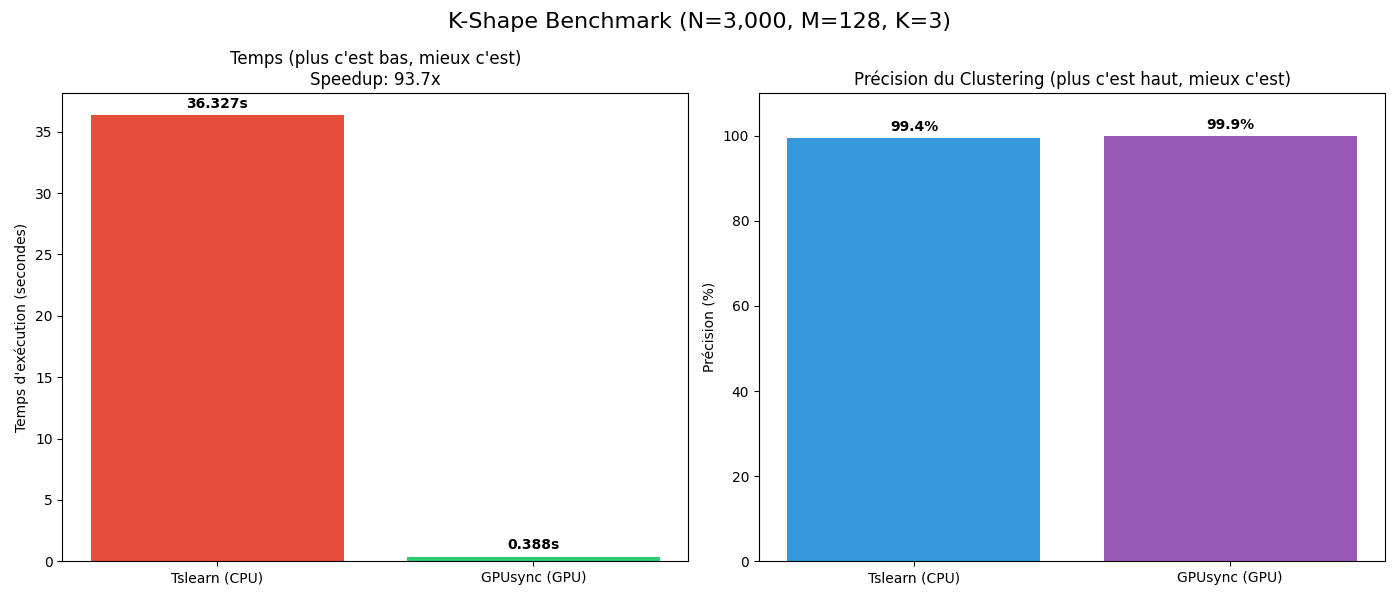 K-Shape Benchmark (N=3,000, M=128, K=3)
Temps (plus c'est bas, mieux c'est)
Speedup: 93.7x
Temps d'exécution (secondes)
35
30
25
20
15
10
5
0
36.327s
0.388s
Tslearn (CPU)
GPUsync (GPU)
Précision du Clustering (plus c'est haut, mieux c'est)
Précision (%)
100
80
60
40
20
0
99.4%
99.9%
Tslearn (CPU)
GPUsync (GPU)